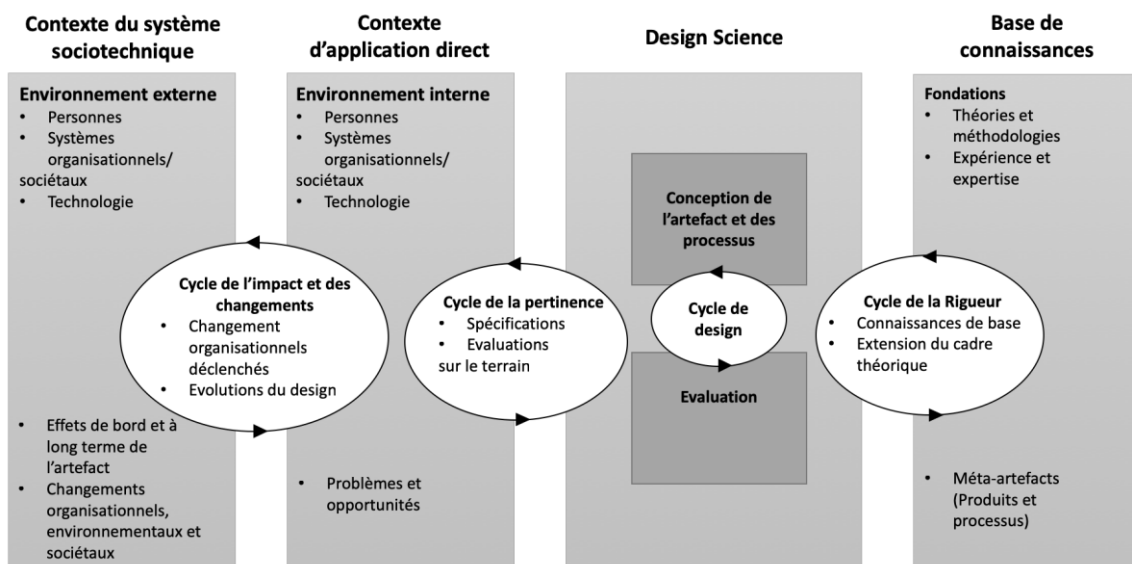 Contexte du système
sociotechnique
Environnement externe
• Personnes
• Systèmes
organisationnels/
sociétaux
• Technologie
Cycle de l'impact et des
changements
• Changement
organisationnels
déclenchés
• Evolutions du design
• Effets de bord et à
long terme de
l'artefact
• Changements
organisationnels,
environnementaux et
sociétaux
Contexte
d'application direct
Environnement interne
• Personnes
• Systèmes
organisationnels/
sociétaux
• Technologie
Cycle de la pertinence
• Spécifications
• Evaluations
sur le terrain
• Problèmes et
opportunités
Design Science
Conception de
l'artefact et des
processus
Cycle de
design
Evaluation
Base de
connaissances
Fondations
• Théories et
méthodologies
• Expérience et
expertise
Cycle de la Rigueur
• Connaissances de base
• Extension du cadre
théorique
• Méta-artefacts
(Produits et
processus)